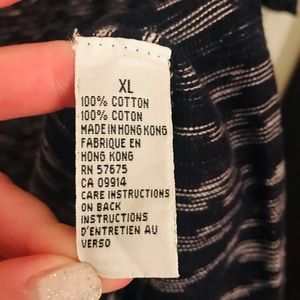 XL
100% COTTON
100% COTON
MADE IN HONG KONG
FABRIQUE EN
HONG KONG
RN 57675
CA 09914
CARE INSTRUCTIONS
ON BACK
INSTRUCTIONS
D'ENTRETIEN AU
VERSO